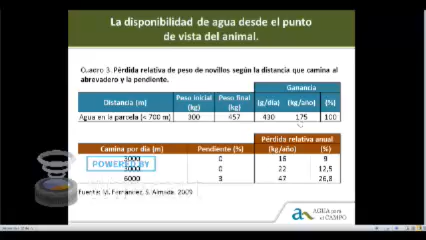 La disponibilidad de agua desde el punto
de vista del animal.
Cuadro 3. Pérdida relativa de peso de novillos según la distancia que camina al
abrevadero y la pendiente.
Ganancia
Distancia (m) Peso inicial (kg) Peso final (kg) (g/día) (kg/año) (%)
Agua en la parcela (< 700 m) 300 457 430 175 (100
Pérdida relativa anual
Camina por día (m) Pendiente (%) (kg/año) (%)
3000 0 16 9
POWERED BY
3000 0 22 12,5
6000 3 47 26,8
Fuente: M. Fernández, S. Almada. 2009
AGUA para
el CAMPO